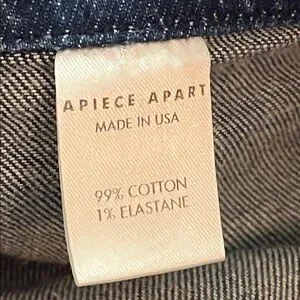 APIECE APART
MADE IN USA
99% COTTON
1% ELASTANE